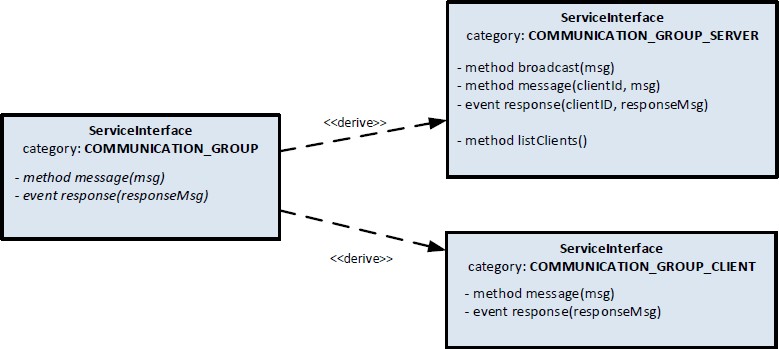 ServiceInterface
category: COMMUNICATION_GROUP
- method message(msg)
- event response(responseMsg)
<<derive>>
<<derive>>
ServiceInterface
category: COMMUNICATION_GROUP_SERVER
- method broadcast(msg)
- method message(clientId, msg)
- event response(clientID, responseMsg)
- method listClients()
ServiceInterface
category: COMMUNICATION_GROUP_CLIENT
- method message(msg)
- event response(responseMsg)